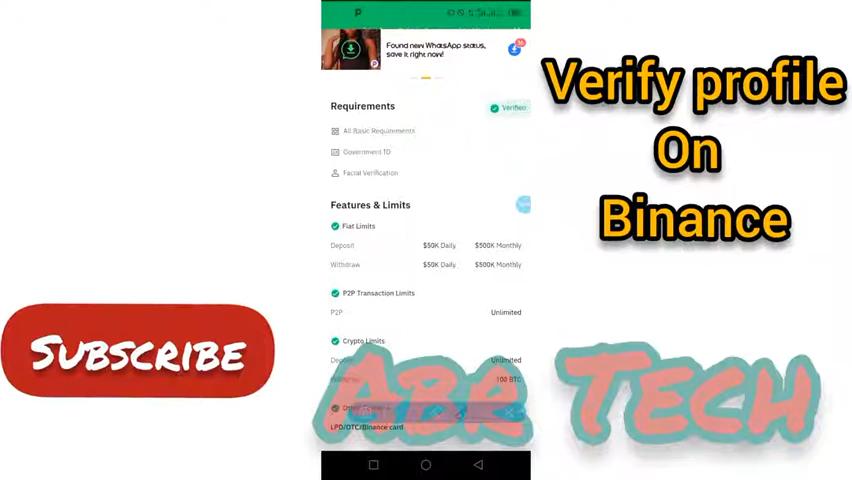 Found new WhatsApp status,
save it right now!
Verify profile
On
Binance
Requirements
Verified
All Basic Requirements
Government ID
Facial Verification
Features & Limits
Fiat Limits
Deposit $50K Daily $500K Monthly
Withdraw $50K Daily $500K Monthly
P2P Transaction Limits
P2P Unlimited
Crypto Limits
Unlimited
100 BTC
LPD/OTC/Binance card
SUBSCRIBE
ABR TECH